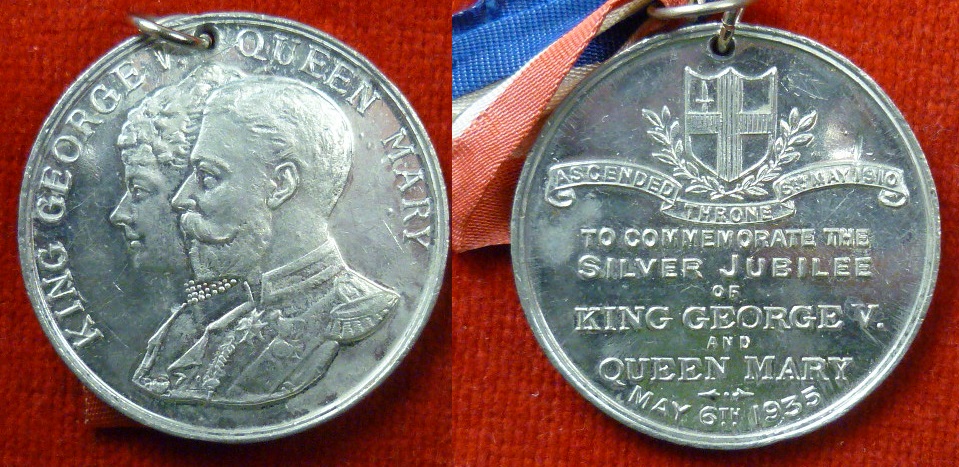 KING GEORGE V. QUEEN MARY
ASCENDED
THRONE
6TH MAY 1910
TO COMMEMORATE THE
SILVER JUBILEE
OF
KING GEORGE V.
AND
QUEEN MARY
MAY 6TH 1935